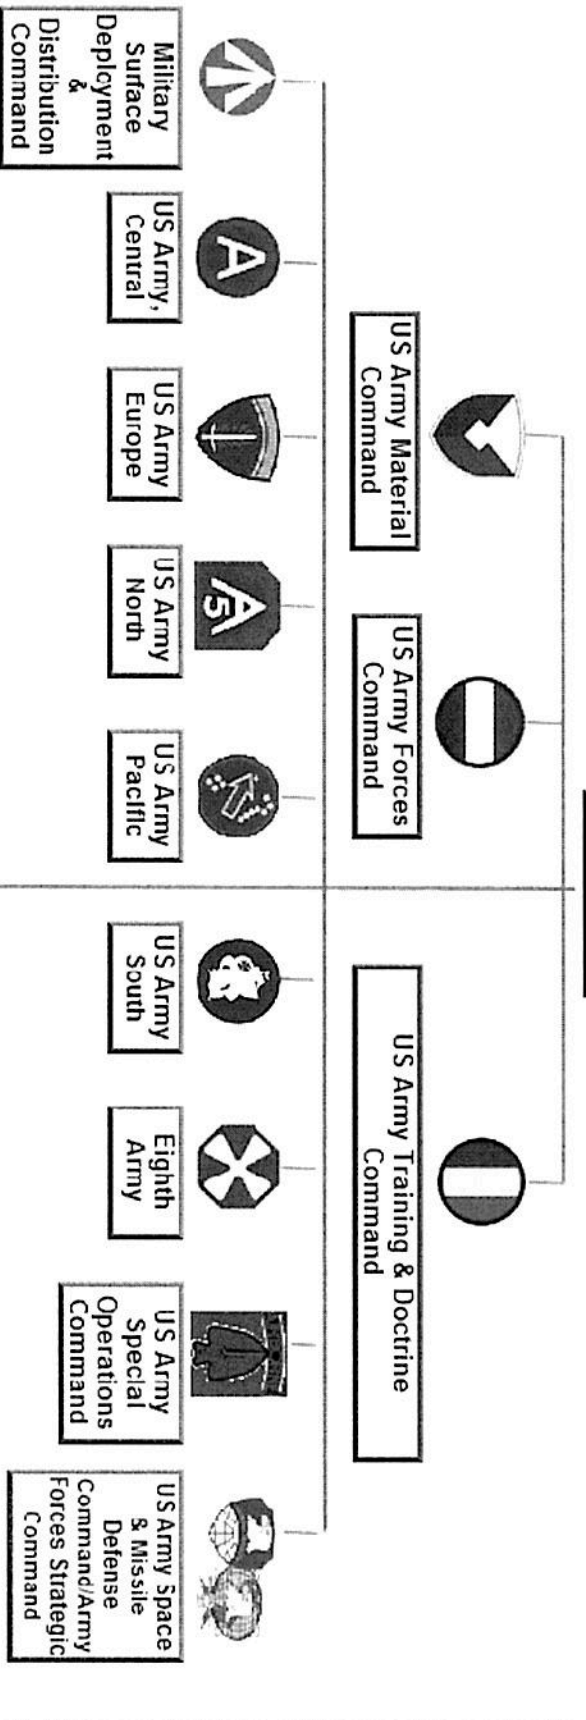 US Army Material
Command
US Army Forces
Command
US Army Training & Doctrine
Command
Military
Surface
Deployment
&
Distribution
Command
US Army,
Central
US Army
Europe
US Army
North
US Army
Pacific
US Army
South
Eighth
Army
US Army
Special
Operations
Command
US Army Space
& Missile
Defense
Command/Army
Forces Strategic
Command
A
A
5